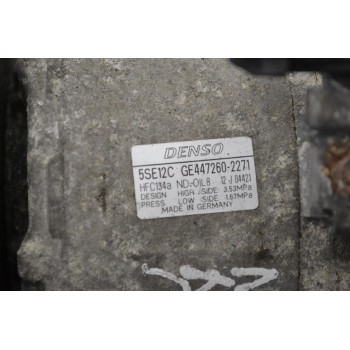 DENSO
5SE12C GE447260-2271
HFC134a ND-OIL8 12 J 04421
DESIGN HIGH SIDE 3.53MPa
PRESS LOW SIDE 1.67MPa
MADE IN GERMANY